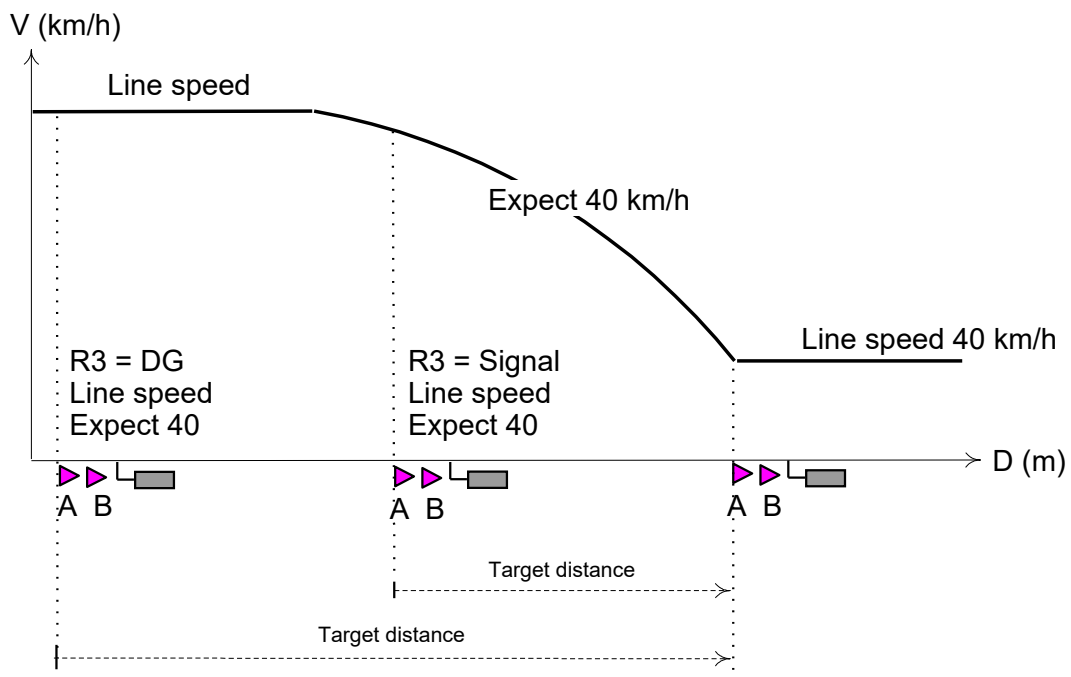 V (km/h)
Line speed
Expect 40 km/h
Line speed 40 km/h
R3 = DG
Line speed
Expect 40
R3 = Signal
Line speed
Expect 40
D (m)
A B
A B
A B
Target distance
Target distance